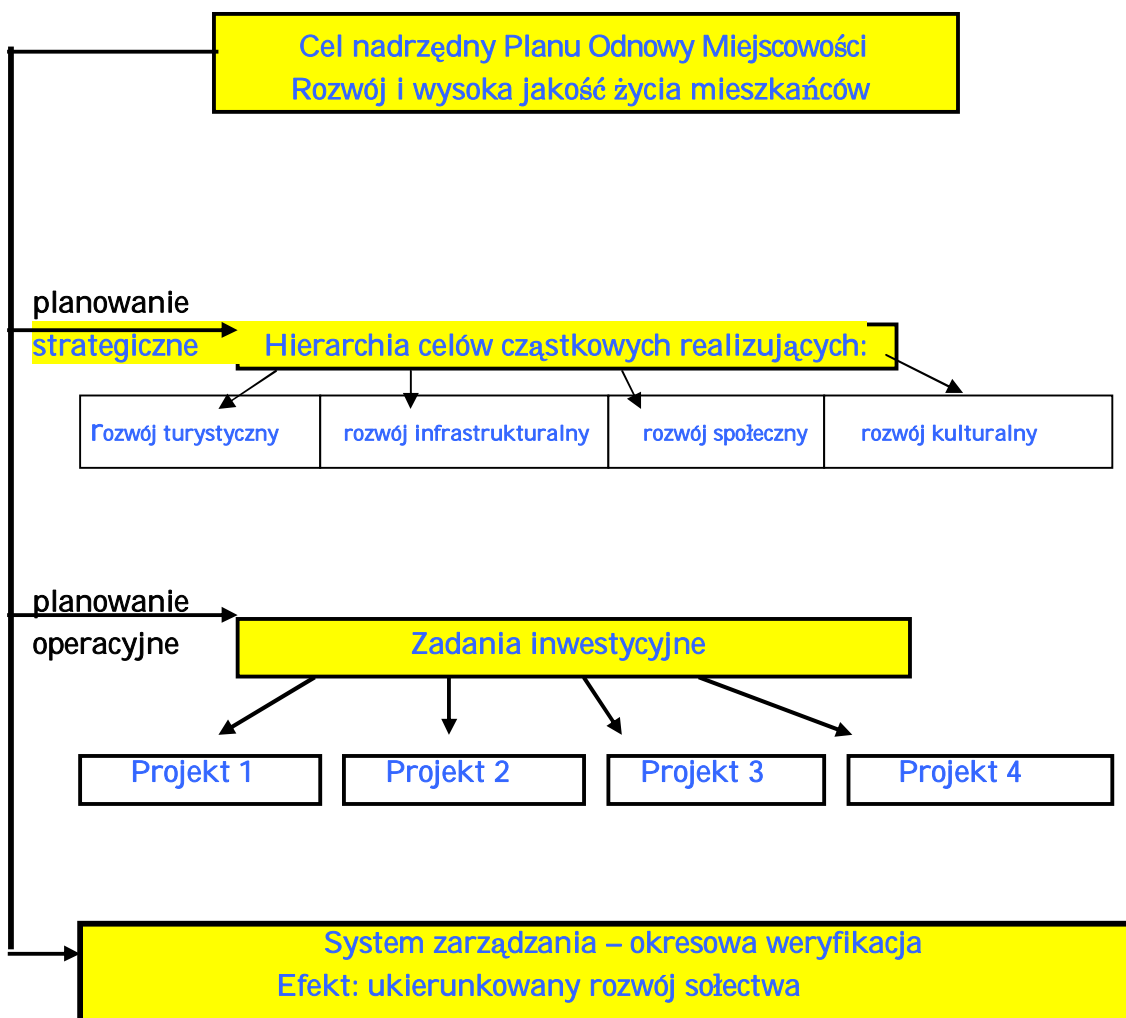 Cel nadrzędny Planu Odnowy Miejscowości
Rozwój i wysoka jakość życia mieszkańców
planowanie
strategiczne
Hierarchia celów cząstkowych realizujących:
rozwój turystyczny
rozwój infrastrukturalny
rozwój społeczny
rozwój kulturalny
planowanie
operacyjne
Zadania inwestycyjne
Projekt 1
Projekt 2
Projekt 3
Projekt 4
System zarządzania – okresowa weryfikacja
Efekt: ukierunkowany rozwój sołectwa